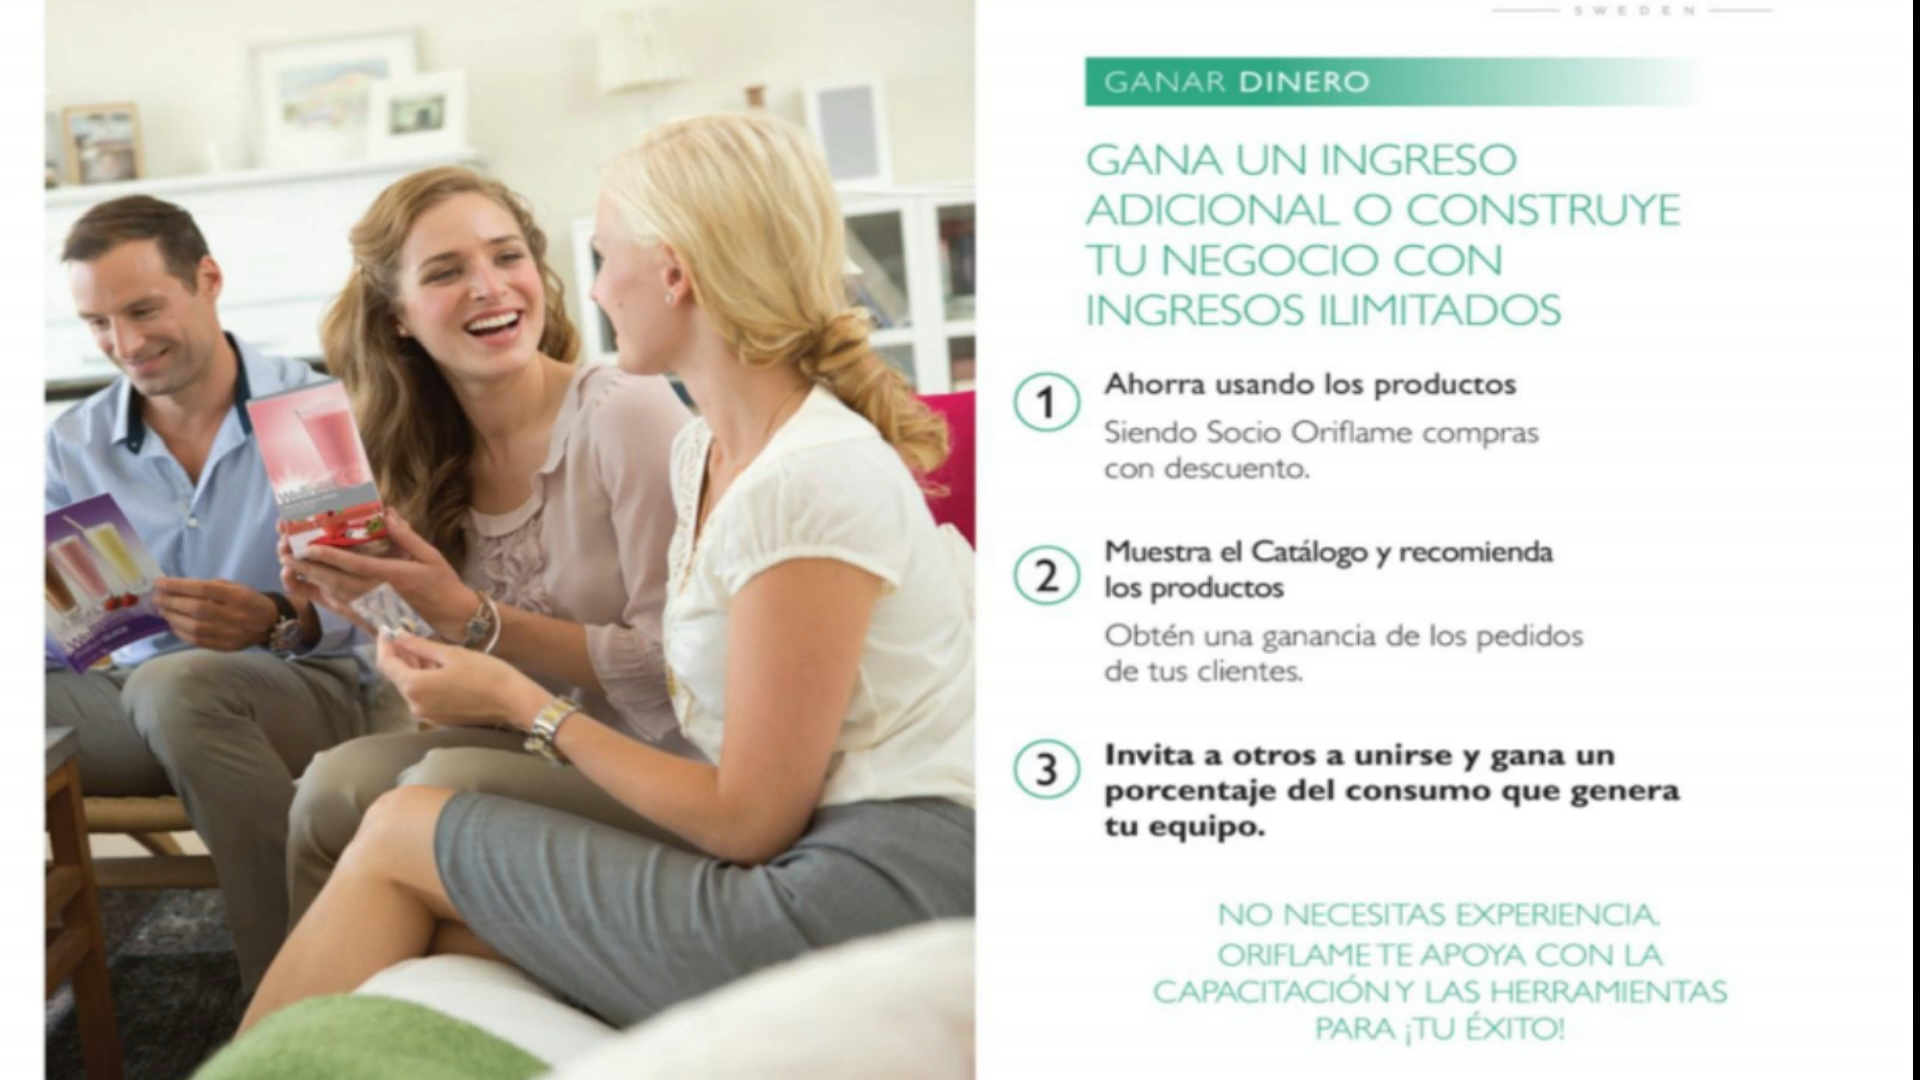 SWEDEN
GANAR DINERO
GANA UN INGRESO
ADICIONAL O CONSTRUYE
TU NEGOCIO CON
INGRESOS ILIMITADOS
1
Ahorra usando los productos
Siendo Socio Oriflame compras
con descuento.
2
Muestra el Catálogo y recomienda
los productos
Obtén una ganancia de los pedidos
de tus clientes.
3
Invita a otros a unirse y gana un
porcentaje del consumo que genera
tu equipo.
NO NECESITAS EXPERIENCIA.
ORIFLAME TE APOYA CON LA
CAPACITACIÓN Y LAS HERRAMIENTAS
PARA ¡TU ÉXITO!
Wellness